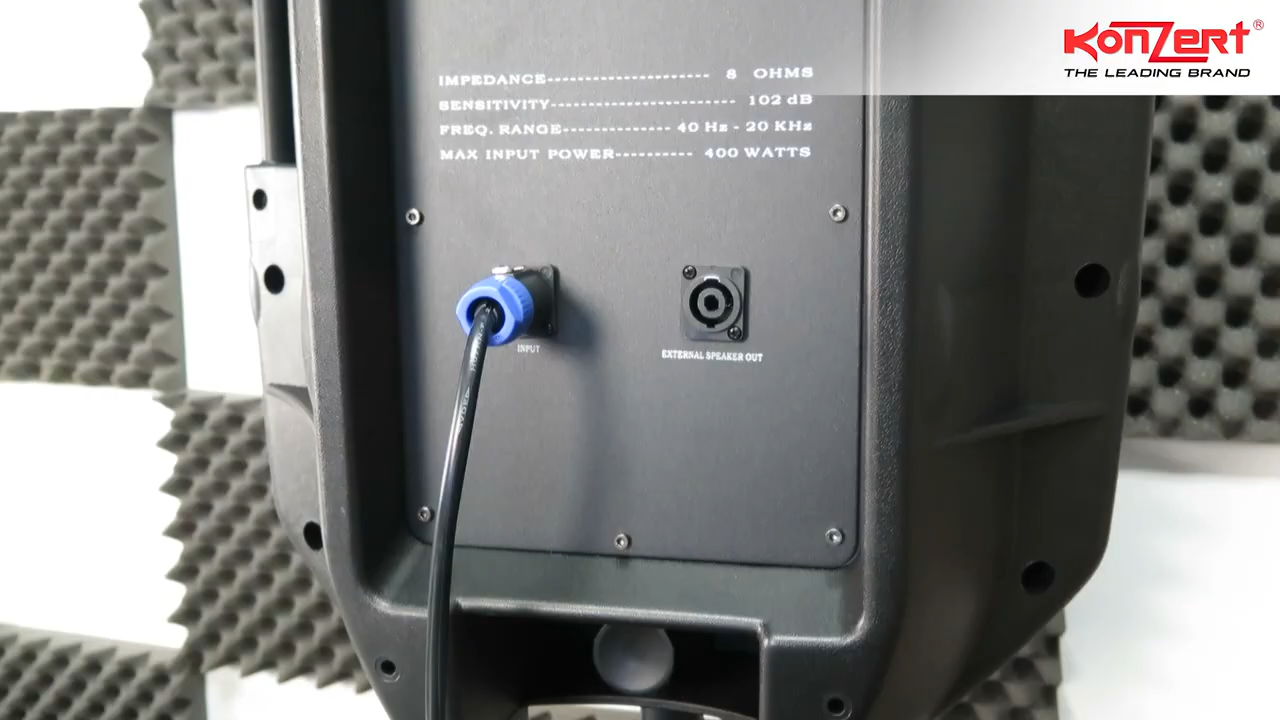 KONZERT®
THE LEADING BRAND
IMPEDANCE---------------------- 8 OHMS
SENSITIVITY------------------------- 102 dB
FREQ. RANGE--------------- 40 Hz - 20 KHz
MAX INPUT POWER---------- 400 WATTS
INPUT
EXTERNAL SPEAKER OUT